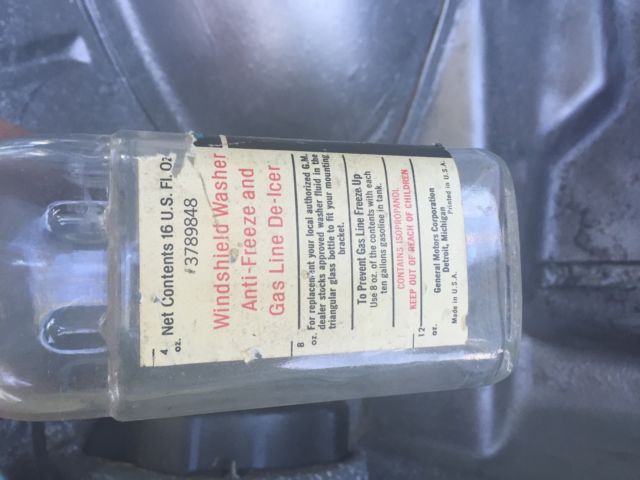 4 oz. Net Contents 16 U.S. Fl. Oz
#3789848
Windshield Washer
Anti-Freeze and
Gas Line De-Icer
8 oz. For replacement your local authorized G.M.
dealer stocks approved washer fluid in the
triangular glass bottle to fit your mounting
bracket.
To Prevent Gas Line Freeze Up
Use 8 oz. of the contents with each
ten gallons gasoline in tank.
CONTAINS ISOPROPANOL
KEEP OUT OF REACH OF CHILDREN
12 oz.
General Motors Corporation
Detroit, Michigan
Made in U.S.A. Printed in U.S.A.